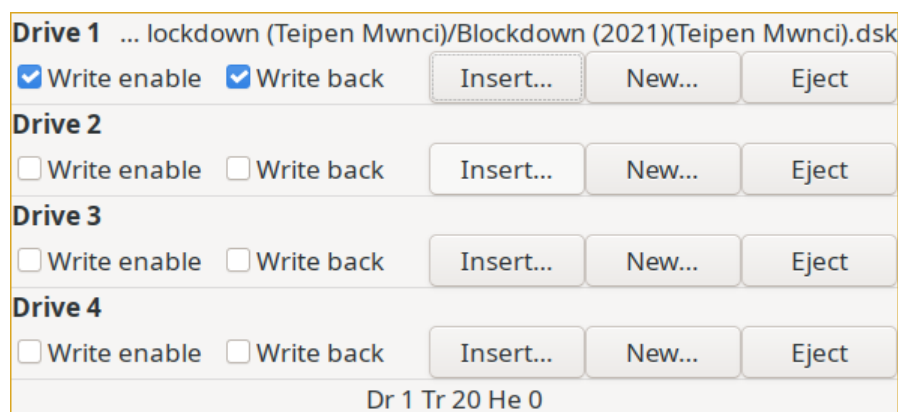 Drive 1 ... lockdown (Teipen Mwnci)/Blockdown (2021)(Teipen Mwnci).dsk
Write enable Write back Insert... New... Eject
Drive 2
Write enable Write back Insert... New... Eject
Drive 3
Write enable Write back Insert... New... Eject
Drive 4
Write enable Write back Insert... New... Eject
Dr 1 Tr 20 He 0